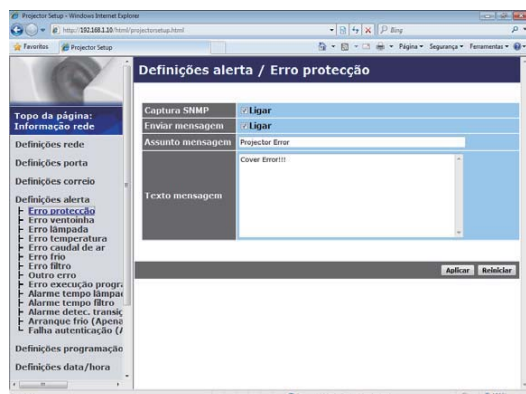 Projector Setup - Windows Internet Explorer
http://192.168.1.10/html/projectorsetup.html
Bing
Favoritos
Projector Setup
Página
Segurança
Ferramentas
Definições alerta / Erro protecção
Topo da página:
Informação rede
Definições rede
Definições porta
Definições correio
Definições alerta
Erro protecção
Erro ventoinha
Erro lâmpada
Erro temperatura
Erro caudal de ar
Erro frio
Erro filtro
Outro erro
Erro execução progra
Alarme tempo lâmpa
Alarme tempo filtro
Alarme detec. transiç
Arranque frio (Apena
Falha autenticação (A
Definições programação
Definições data/hora
Captura SNMP
Ligar
Enviar mensagem
Ligar
Assunto mensagem
Projector Error
Texto mensagem
Cover Error!!!
Aplicar
Reiniciar